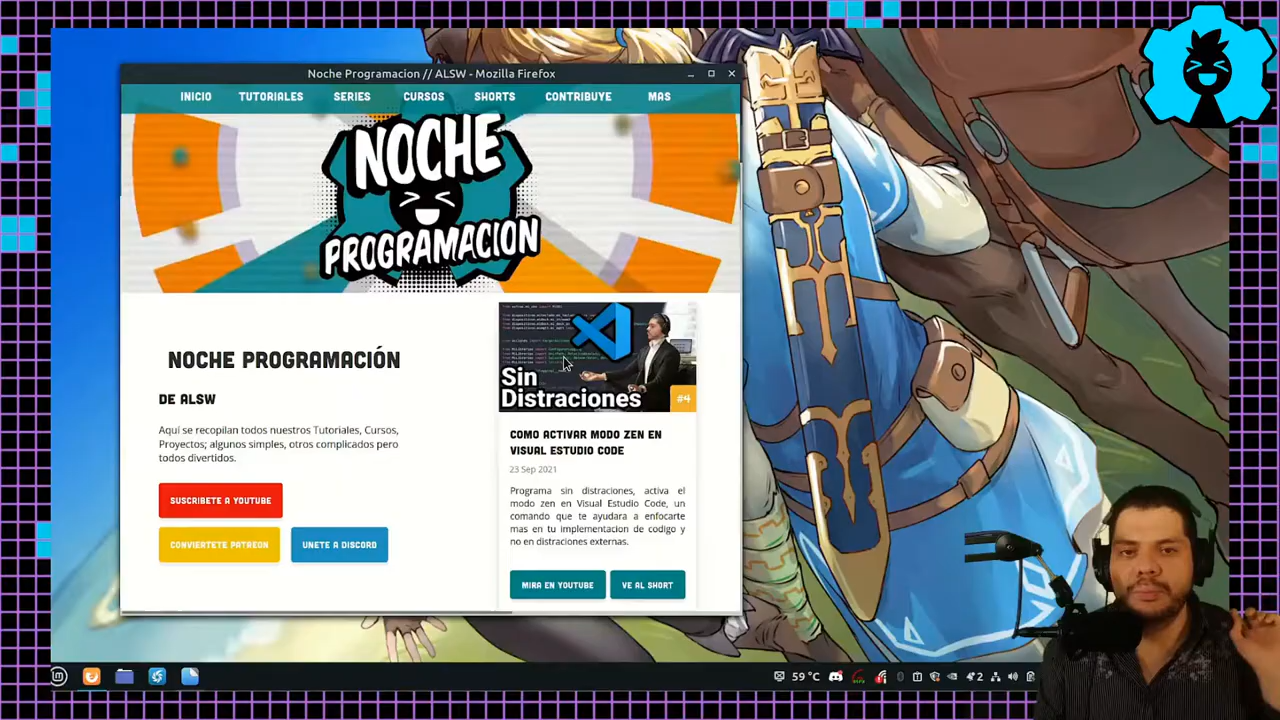 Noche Programacion // ALSW - Mozilla Firefox
INICIO TUTORIALES SERIES CURSOS SHORTS CONTRIBUYE MAS
NOCHE
PROGRAMACION
NOCHE PROGRAMACIÓN
DE ALSW
Aquí se recopilan todos nuestros Tutoriales, Cursos,
Proyectos; algunos simples, otros complicados pero
todos divertidos.
SUSCRIBETE A YOUTUBE
CONVIERTETE PATREON
UNETE A DISCORD
Sin
Distraciones
#4
COMO ACTIVAR MODO ZEN EN
VISUAL ESTUDIO CODE
23 Sep 2021
Programa sin distraciones, activa el
modo zen en Visual Estudio Code, un
comando que te ayudara a enfocarte
mas en tu implementacion de codigo y
no en distraciones externas.
MIRA EN YOUTUBE
VE AL SHORT
59 °C
2